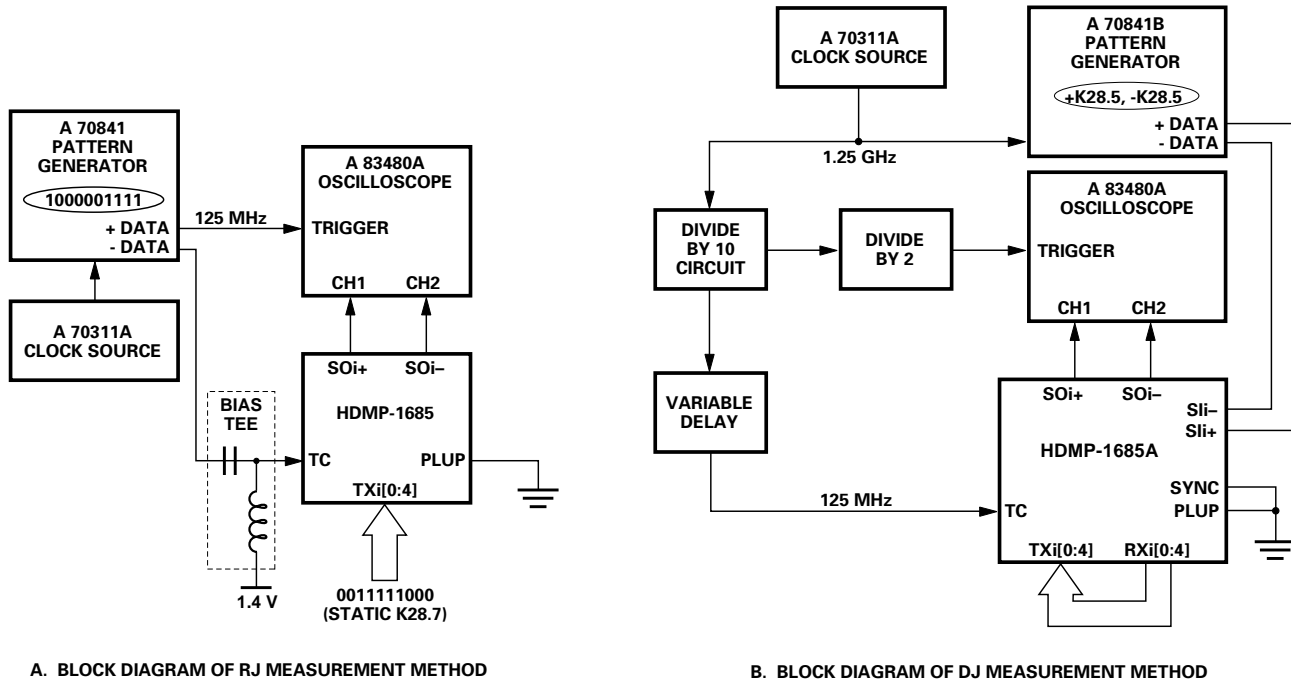 A 70841
PATTERN
GENERATOR
1000001111
+ DATA
- DATA
A 70311A
CLOCK SOURCE
125 MHz
A 83480A
OSCILLOSCOPE
TRIGGER
CH1 CH2
SOi+ SOi–
HDMP-1685
TC PLUP
TXi[0:4]
BIAS
TEE
1.4 V
0011111000
(STATIC K28.7)
A. BLOCK DIAGRAM OF RJ MEASUREMENT METHOD
A 70311A
CLOCK SOURCE
A 70841B
PATTERN
GENERATOR
+K28.5, -K28.5
+ DATA
- DATA
1.25 GHz
DIVIDE
BY 10
CIRCUIT
DIVIDE
BY 2
A 83480A
OSCILLOSCOPE
TRIGGER
CH1 CH2
VARIABLE
DELAY
125 MHz
SOi+ SOi–
SIi–
SIi+
HDMP-1685A
SYNC
TC PLUP
TXi[0:4] RXi[0:4]
B. BLOCK DIAGRAM OF DJ MEASUREMENT METHOD